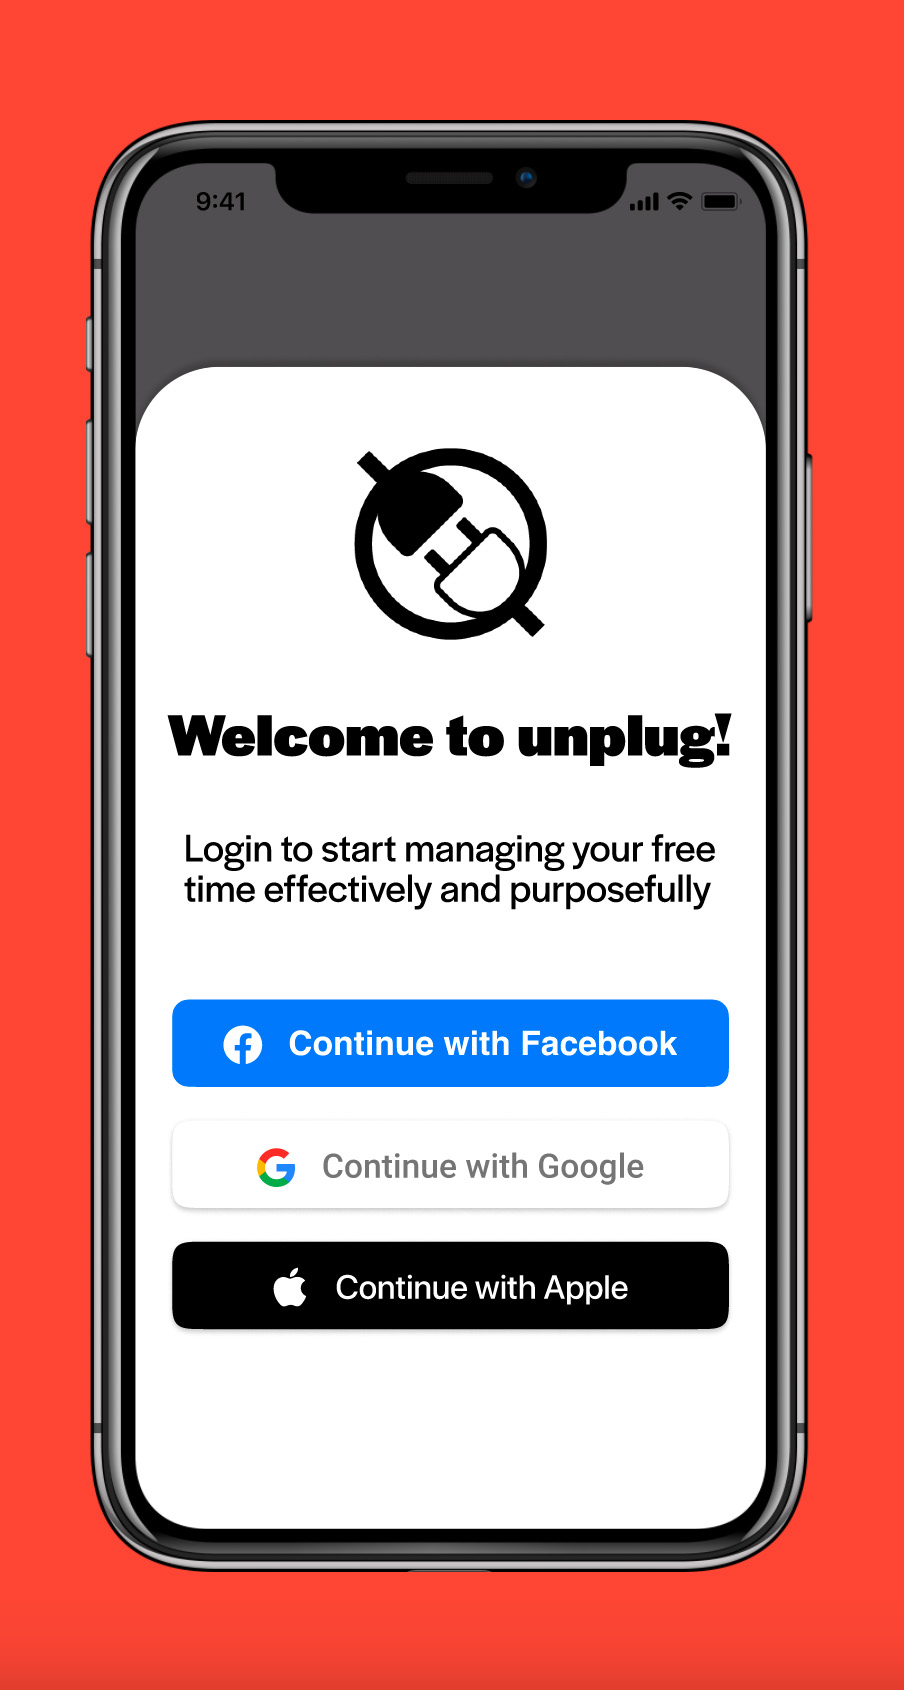 9:41
Welcome to unplug!
Login to start managing your free
time effectively and purposefully
Continue with Facebook
Continue with Google
Continue with Apple